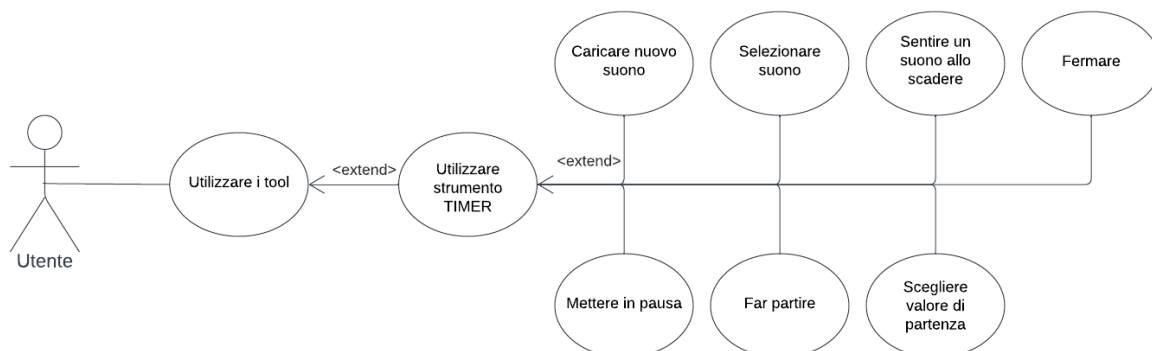 Caricare nuovo
suono
Selezionare
suono
Sentire un
suono allo
scadere
Fermare
Utilizzare i tool
<extend>
Utilizzare
strumento
TIMER
<extend>
Utente
Mettere in pausa
Far partire
Scegliere
valore di
partenza